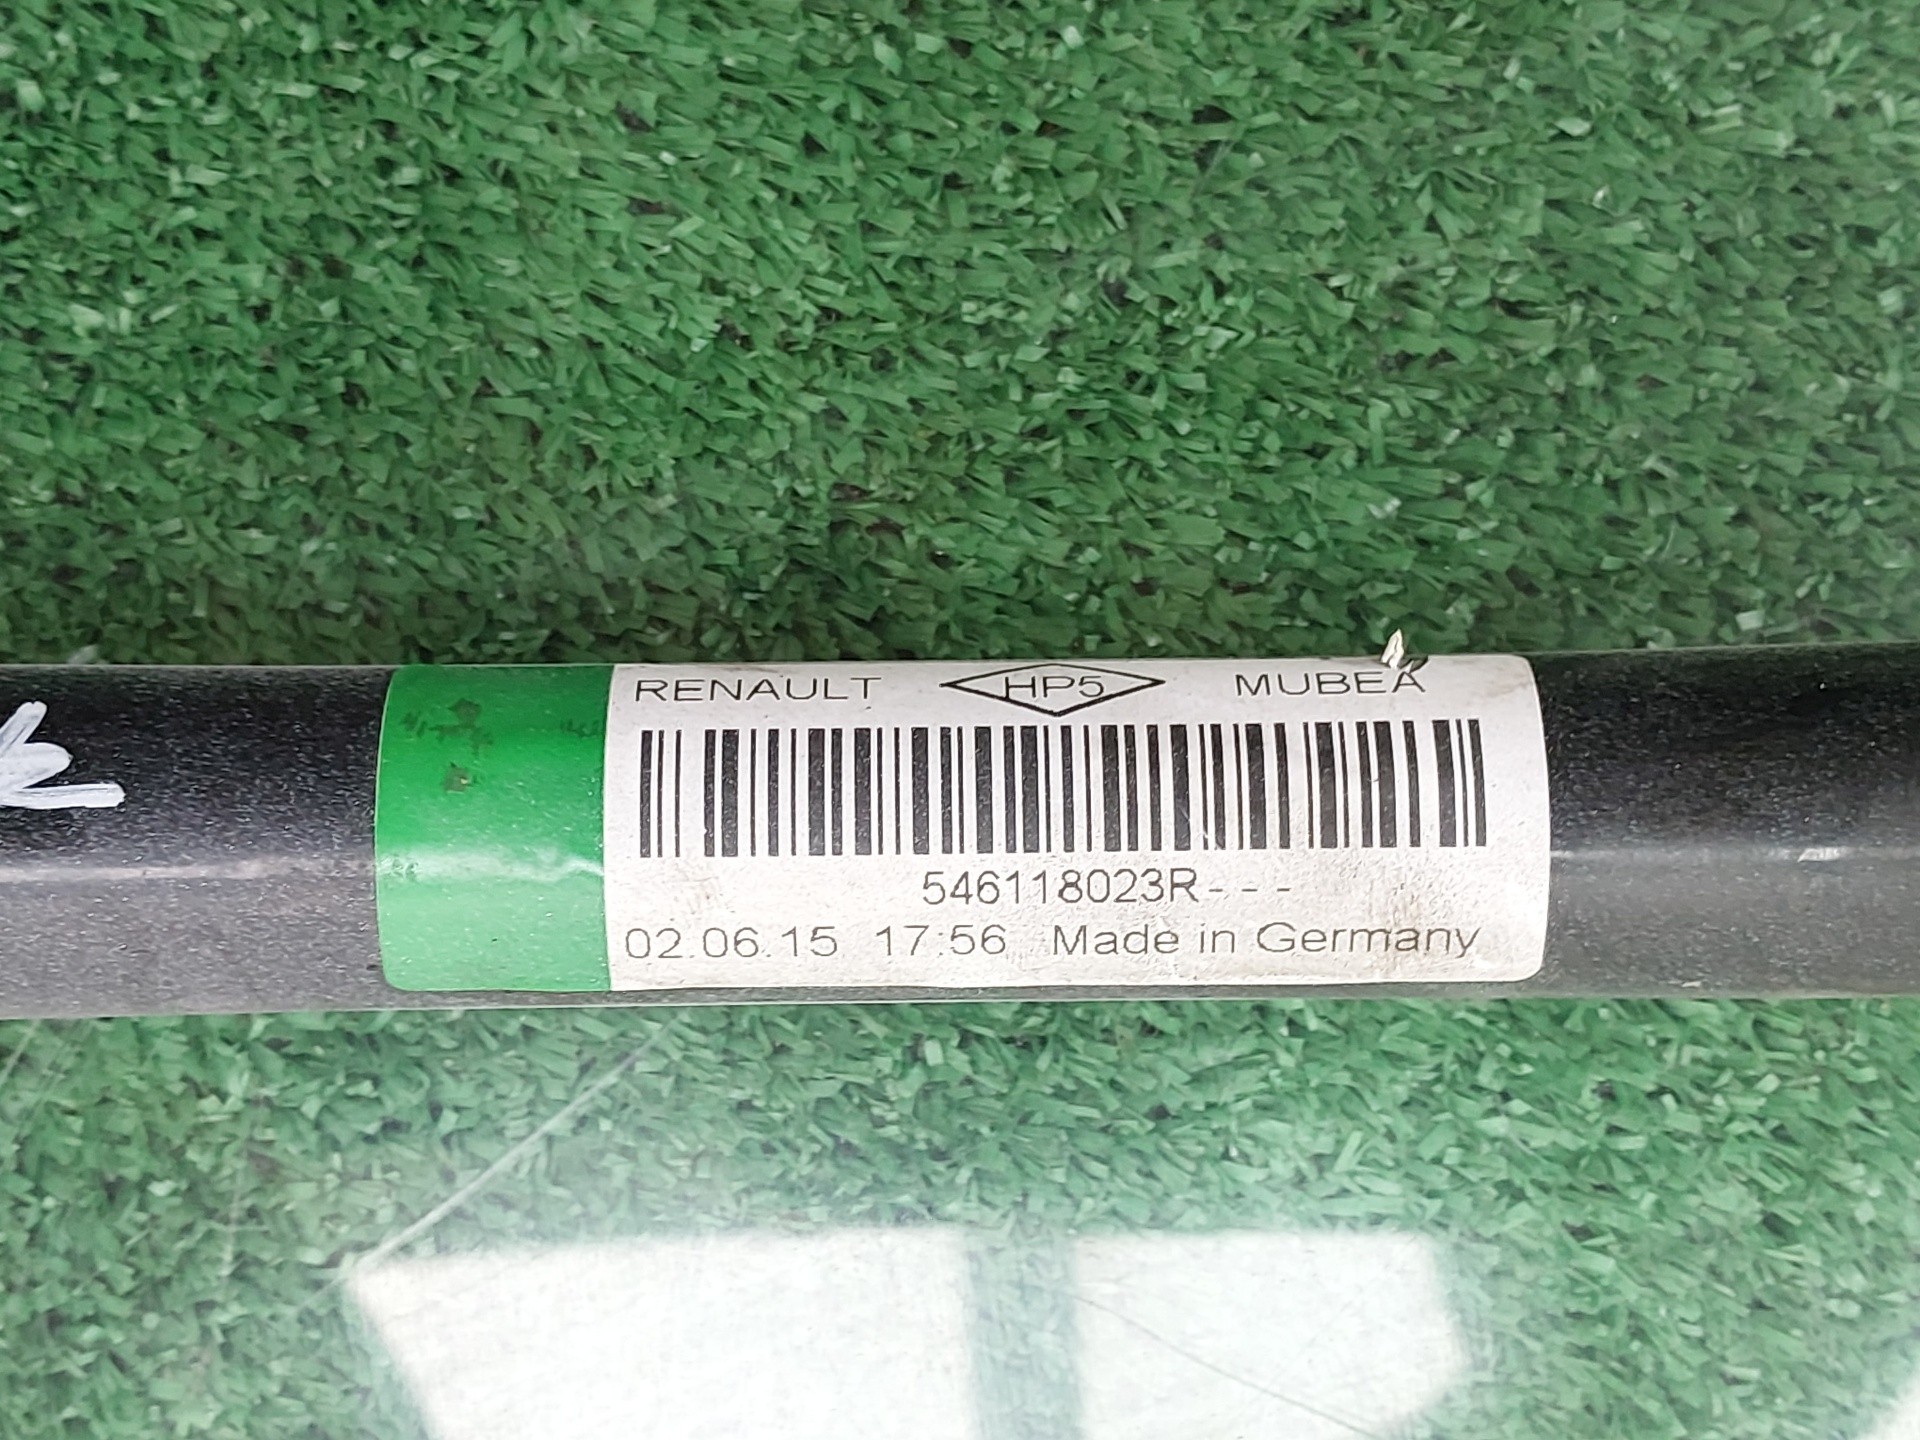 RENAULT HP5 MUBEA
546118023R---
02.06.15 17:56 Made in Germany